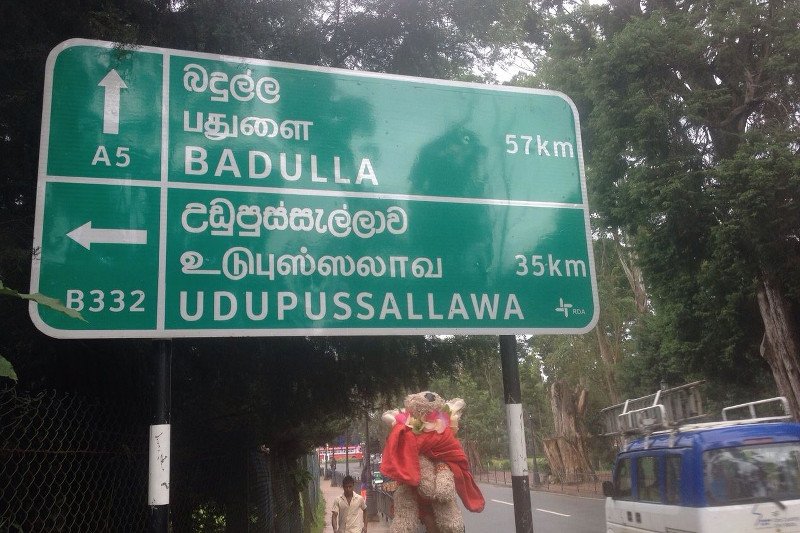 බදුල්ල
பதுளை
BADULLA
57km
A5
උඩුපුස්සැල්ලාව
உடுபுஸ்ஸலாவ
UDUPUSSALLAWA
35km
B332
RDA